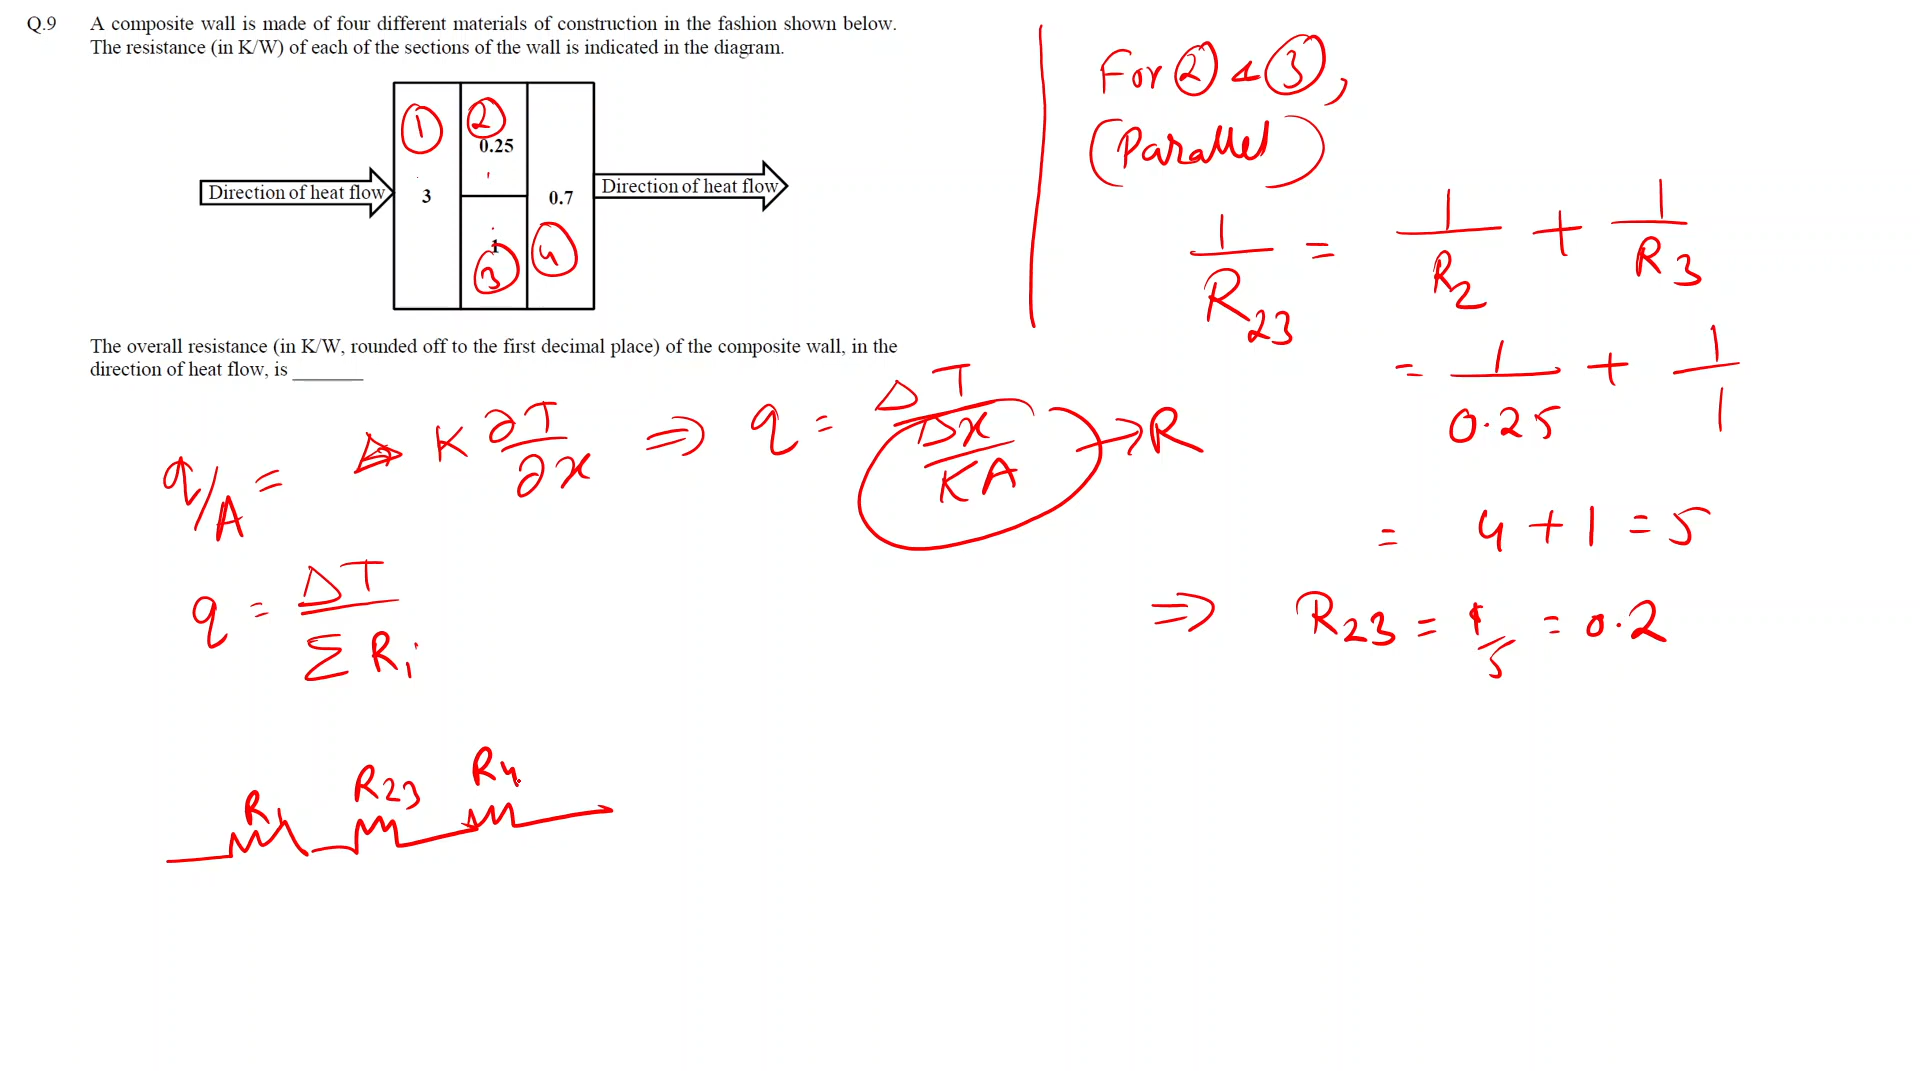 Q.9 A composite wall is made of four different materials of construction in the fashion shown below.
The resistance (in K/W) of each of the sections of the wall is indicated in the diagram.
Direction of heat flow
1
3
2
0.25
1
3
0.7
4
Direction of heat flow
The overall resistance (in K/W, rounded off to the first decimal place) of the composite wall, in the
direction of heat flow, is _______
q/A = K ∂T/∂x ⇒ q = ΔT/(Δx/KA) → R
q = ΔT/ΣRi
R1 R23 R4
For 2 & 3,
(Parallel)
1/R23 = 1/R2 + 1/R3
= 1/0.25 + 1/1
= 4 + 1 = 5
⇒ R23 = 1/5 = 0.2